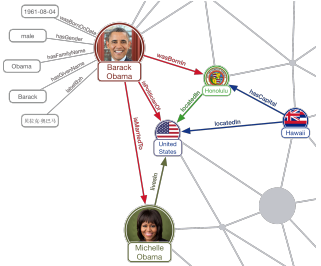 1961-08-04
wasBornOnDate
male
hasGender
hasFamilyName
Obama
hasGivenName
Barack
labelZh
Barack
Obama
wasBornIn
Honolulu
locatedIn
hasCapital
locatedIn
Hawaii
United
States
isMarriedTo
livesIn
Michelle
Obama